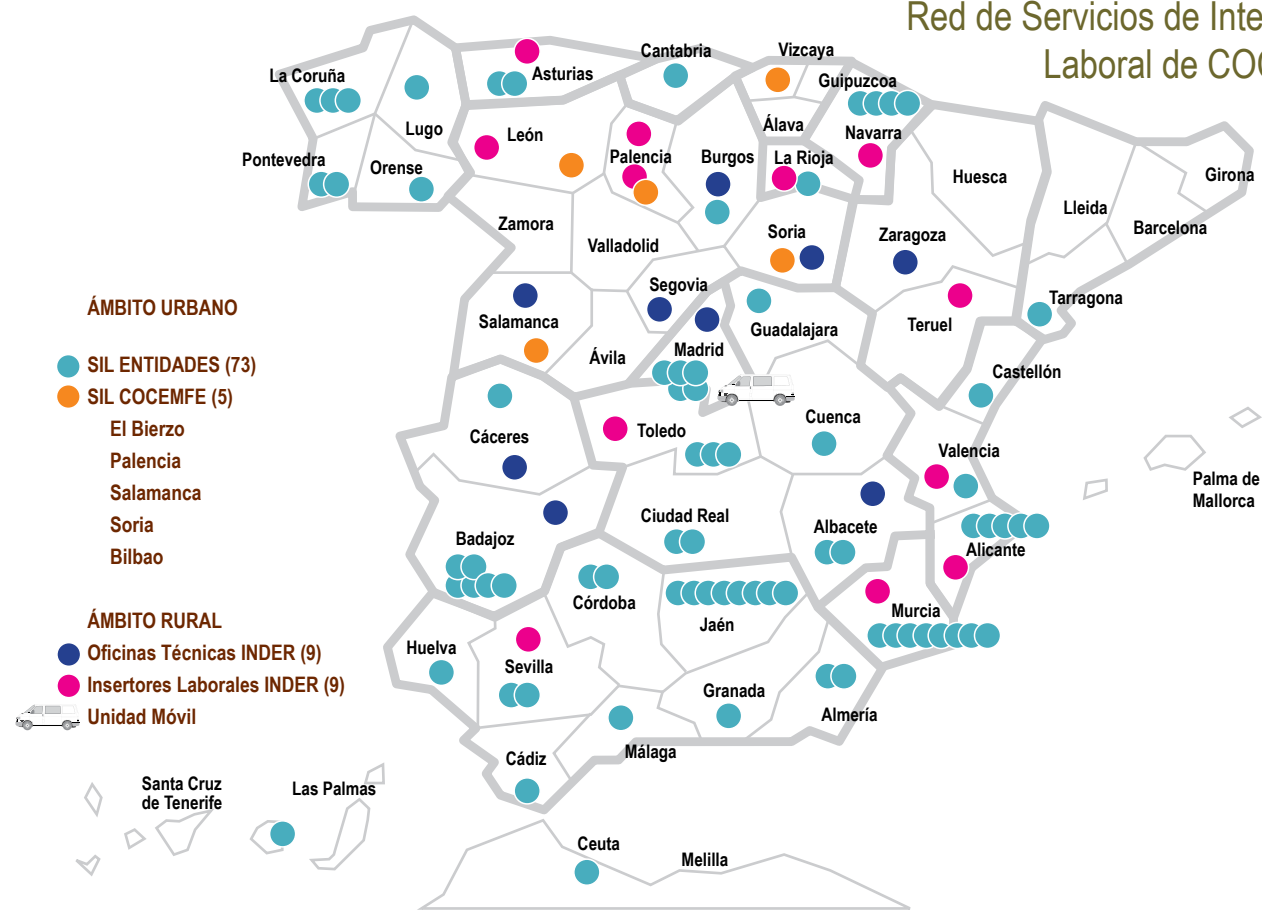 Red de Servicios de Inte
Laboral de COC
La Coruña
Lugo
Asturias
Cantabria
Vizcaya
Guipuzcoa
Álava
Navarra
Pontevedra
Orense
León
Palencia
Burgos
La Rioja
Huesca
Lleida
Girona
Barcelona
Zamora
Valladolid
Soria
Zaragoza
Tarragona
Segovia
Salamanca
Ávila
Madrid
Guadalajara
Teruel
Castellón
Cáceres
Toledo
Cuenca
Valencia
Palma de
Mallorca
Badajoz
Ciudad Real
Albacete
Alicante
Córdoba
Jaén
Murcia
Huelva
Sevilla
Granada
Almería
Cádiz
Málaga
Santa Cruz
de Tenerife
Las Palmas
Ceuta
Melilla
ÁMBITO URBANO
SIL ENTIDADES (73)
SIL COCEMFE (5)
El Bierzo
Palencia
Salamanca
Soria
Bilbao
ÁMBITO RURAL
Oficinas Técnicas INDER (9)
Insertores Laborales INDER (9)
Unidad Móvil